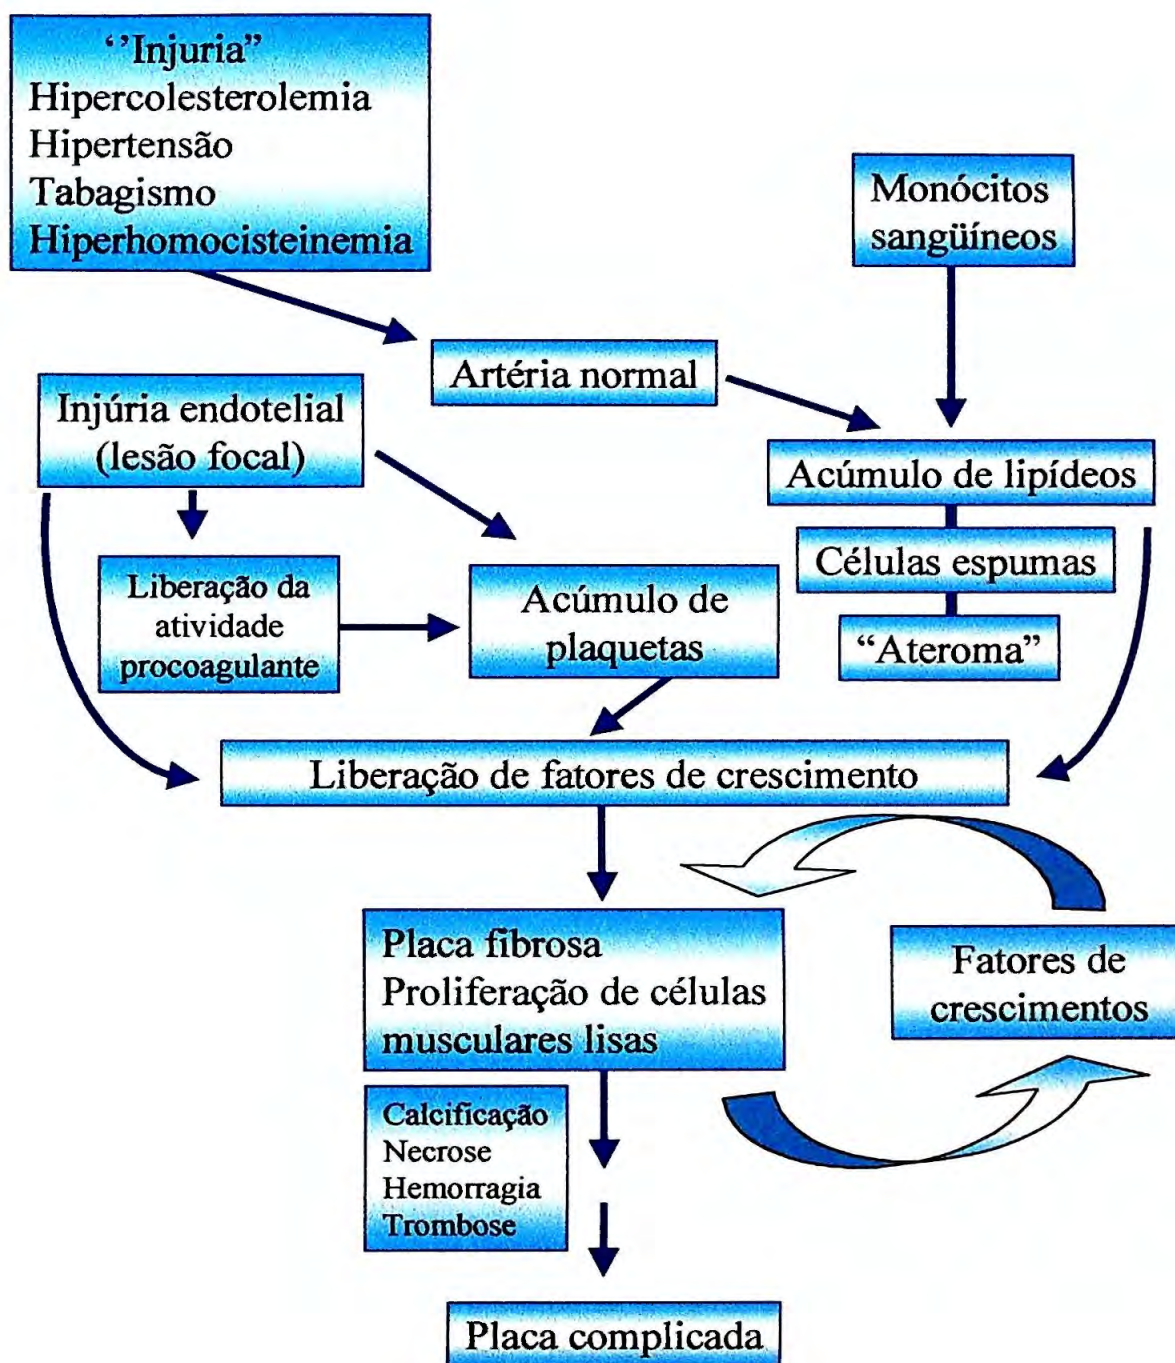 ‘’Injuria”
Hipercolesterolemia
Hipertensão
Tabagismo
Hiperhomocisteinemia
Monócitos
sangüíneos
Artéria normal
Injúria endotelial
(lesão focal)
Acúmulo de lipídeos
Células espumas
“Ateroma”
Liberação da
atividade
procoagulante
Acúmulo de
plaquetas
Liberação de fatores de crescimento
Placa fibrosa
Proliferação de células
musculares lisas
Fatores de
crescimentos
Calcificação
Necrose
Hemorragia
Trombose
Placa complicada